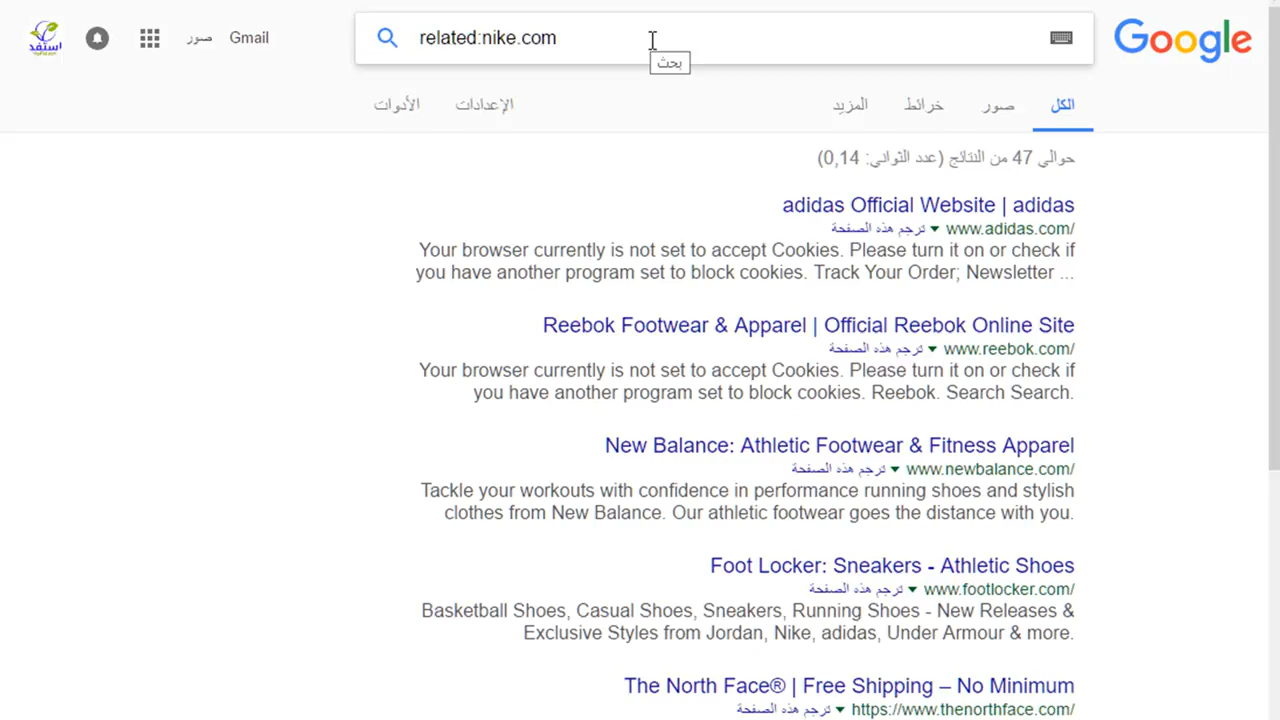 related:nike.com
Google
Gmail
صور
استفد
بحث
الكل
صور
خرائط
المزيد
الإعدادات
الأدوات
حوالي 47 من النتائج (عدد الثواني: 0,14)
adidas Official Website | adidas
www.adidas.com/ ترجم هذه الصفحة
Your browser currently is not set to accept Cookies. Please turn it on or check if
you have another program set to block cookies. Track Your Order; Newsletter ...
Reebok Footwear & Apparel | Official Reebok Online Site
www.reebok.com/ ترجم هذه الصفحة
Your browser currently is not set to accept Cookies. Please turn it on or check if
you have another program set to block cookies. Reebok. Search Search.
New Balance: Athletic Footwear & Fitness Apparel
www.newbalance.com/ ترجم هذه الصفحة
Tackle your workouts with confidence in performance running shoes and stylish
clothes from New Balance. Our athletic footwear goes the distance with you.
Foot Locker: Sneakers - Athletic Shoes
www.footlocker.com/ ترجم هذه الصفحة
Basketball Shoes, Casual Shoes, Sneakers, Running Shoes - New Releases &
Exclusive Styles from Jordan, Nike, adidas, Under Armour & more.
The North Face® | Free Shipping – No Minimum
https://www.thenorthface.com/ ترجم هذه الصفحة